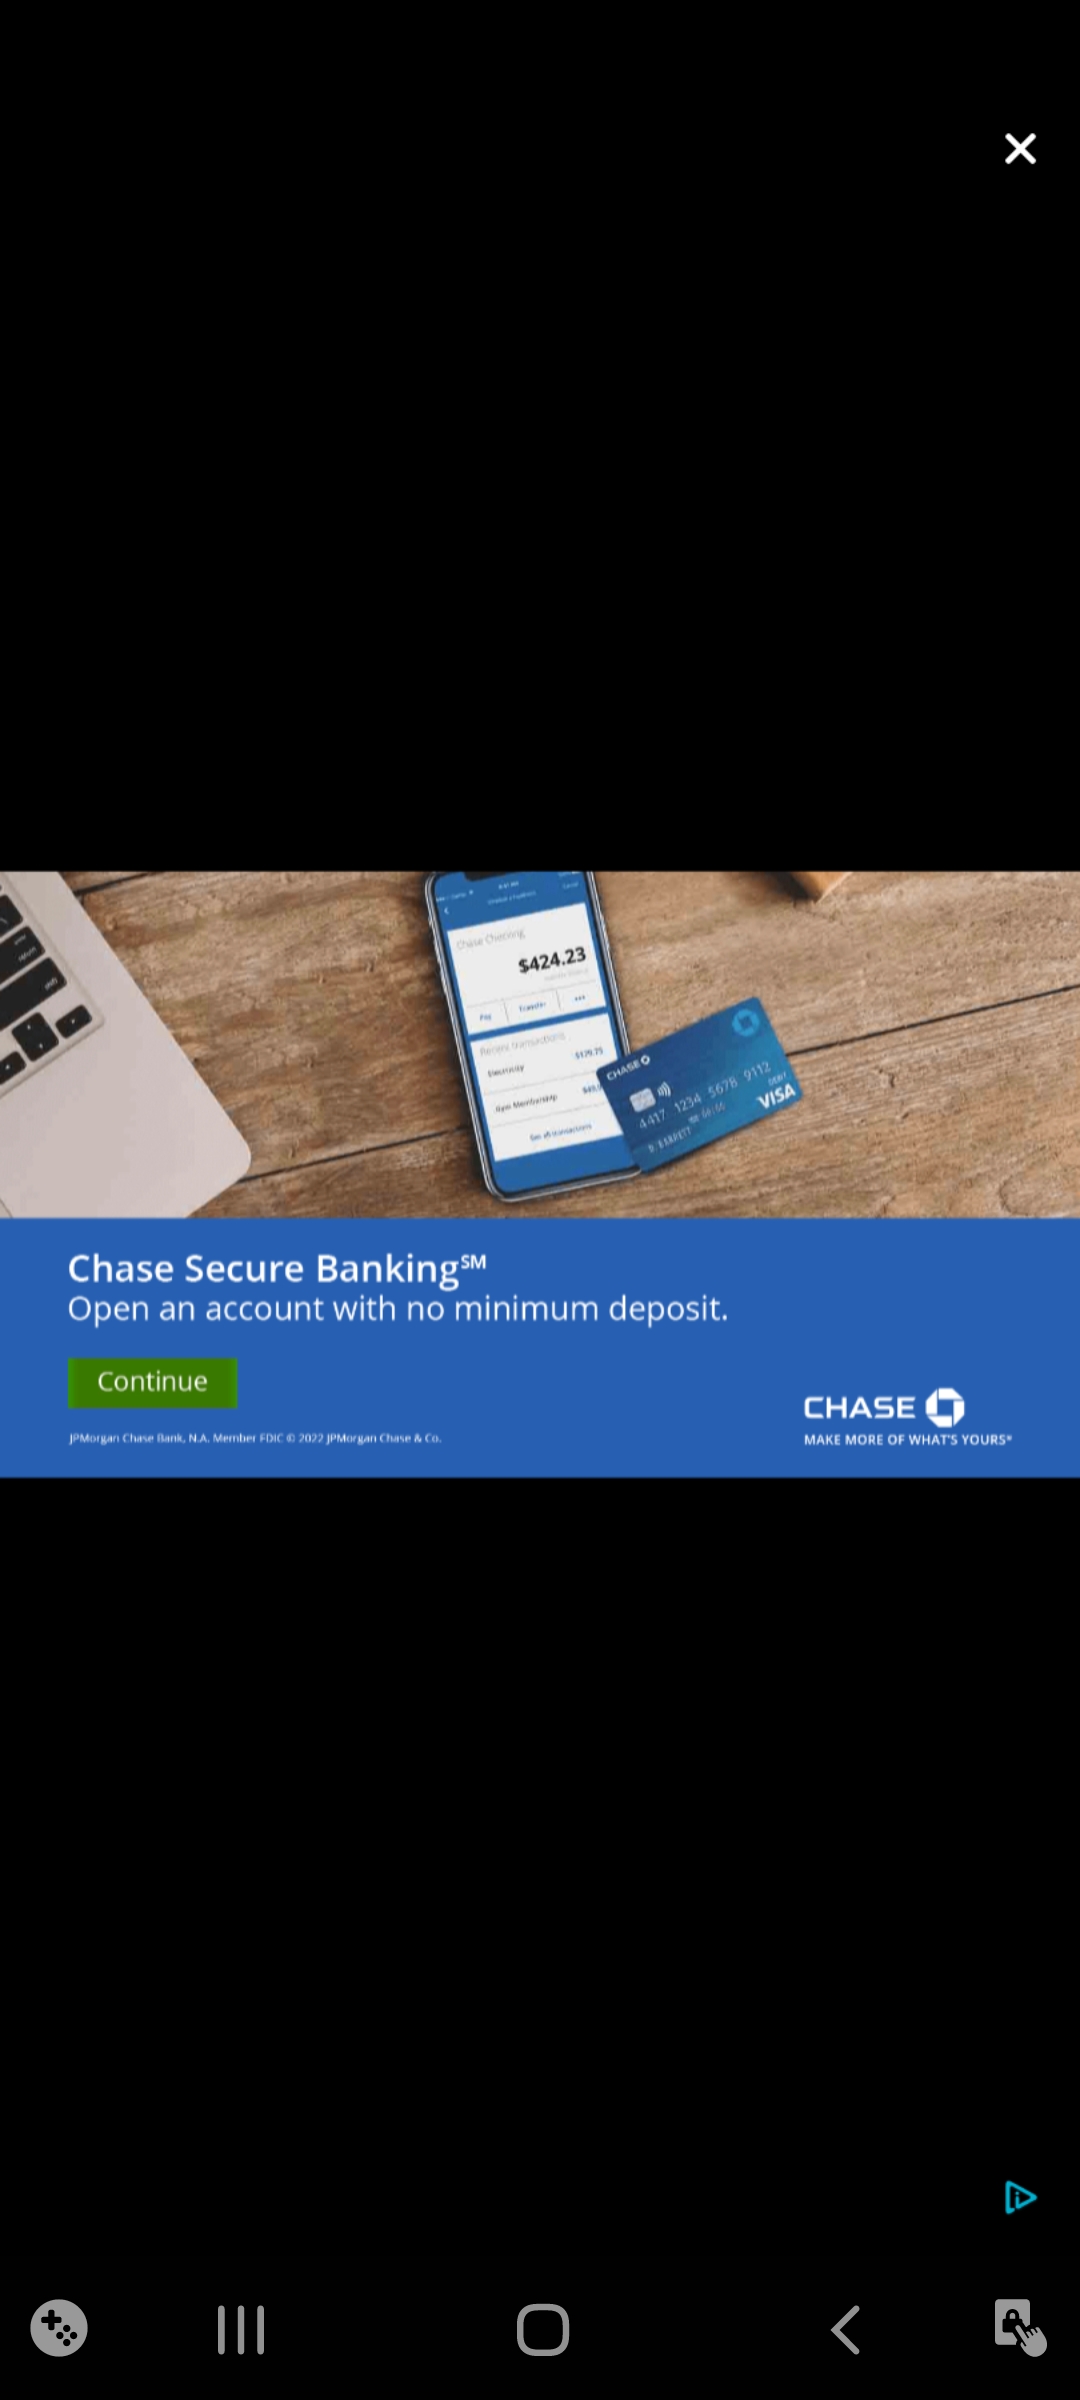 Chase Checking
$424.23
Pay
Transfer
Recent transactions
Electricity
$179.75
Gym Membership
See all transactions
CHASE
4417 1234 5678 9112
DEBIT
VISA
D. BARRETT
Chase Secure Banking℠
Open an account with no minimum deposit.
Continue
CHASE
JPMorgan Chase Bank, N.A. Member FDIC © 2022 JPMorgan Chase & Co.
MAKE MORE OF WHAT'S YOURS®